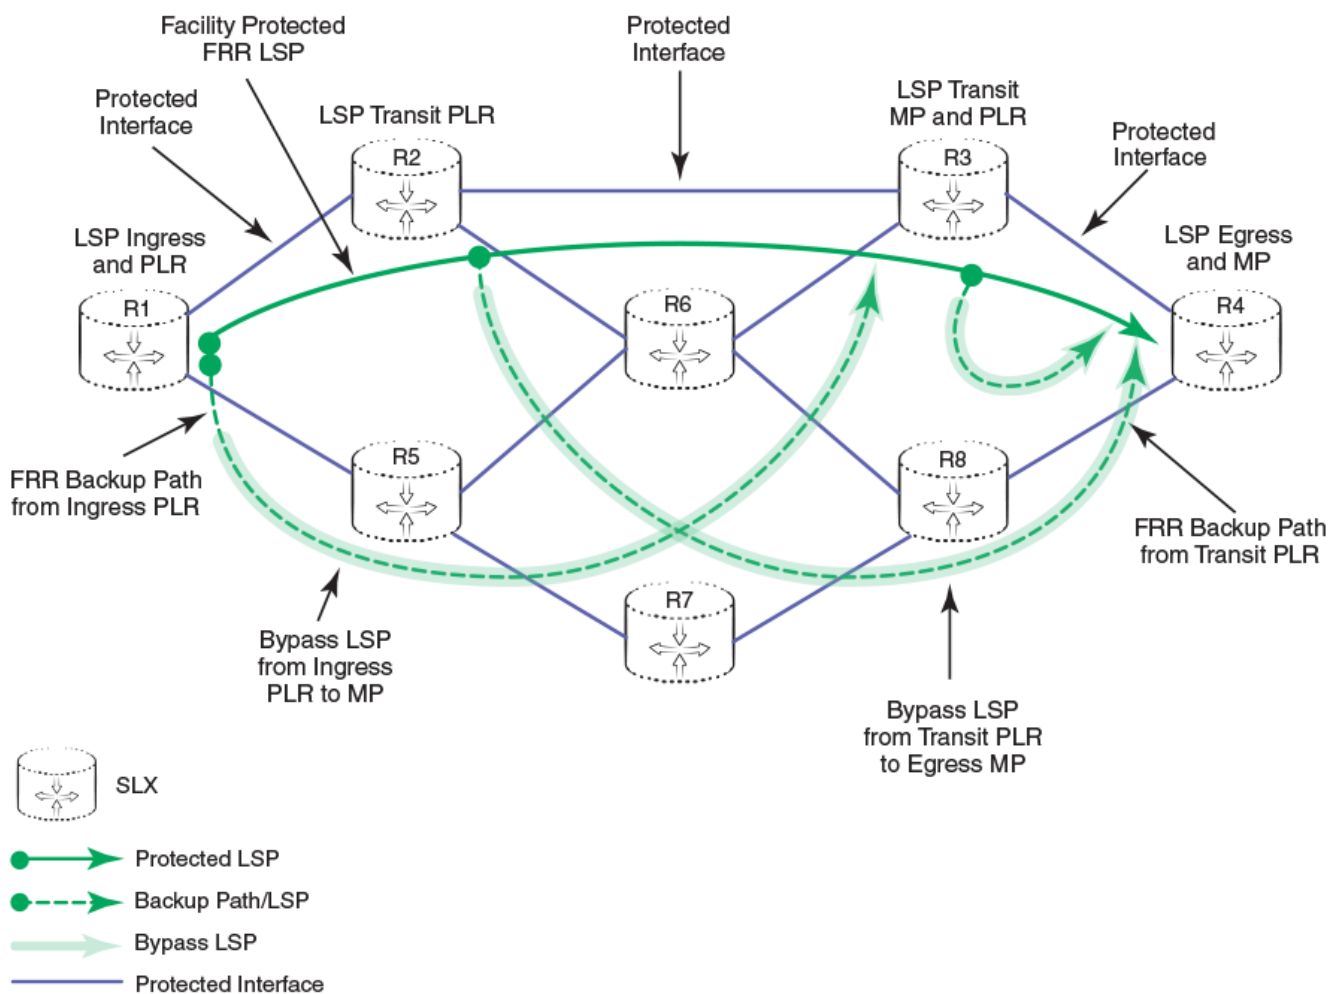 Facility Protected
FRR LSP
Protected
Interface
Protected
Interface
LSP Transit PLR
LSP Transit
MP and PLR
Protected
Interface
R2
R3
LSP Ingress
and PLR
LSP Egress
and MP
R1
R6
R4
R5
R8
FRR Backup Path
from Ingress PLR
FRR Backup Path
from Transit PLR
R7
Bypass LSP
from Ingress
PLR to MP
Bypass LSP
from Transit PLR
to Egress MP
SLX
Protected LSP
Backup Path/LSP
Bypass LSP
Protected Interface